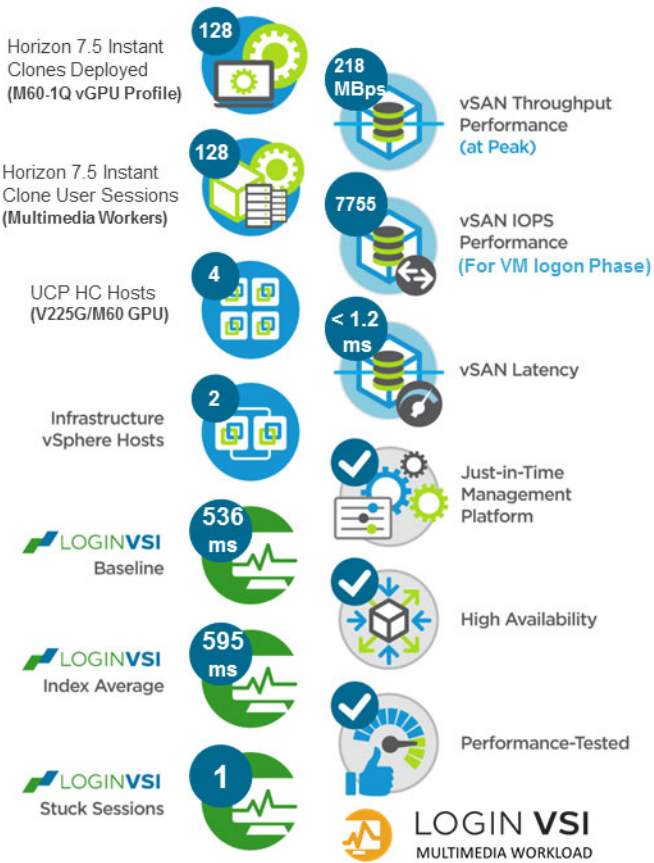 128
Horizon 7.5 Instant
Clones Deployed
(M60-1Q vGPU Profile)
128
Horizon 7.5 Instant
Clone User Sessions
(Multimedia Workers)
4
UCP HC Hosts
(V225G/M60 GPU)
2
Infrastructure
vSphere Hosts
536
ms
LOGINVSI
Baseline
595
ms
LOGINVSI
Index Average
1
LOGINVSI
Stuck Sessions
218
MBps
vSAN Throughput
Performance
(at Peak)
7755
vSAN IOPS
Performance
(For VM logon Phase)
< 1.2
ms
vSAN Latency
Just-in-Time
Management
Platform
High Availability
Performance-Tested
LOGIN VSI
MULTIMEDIA WORKLOAD